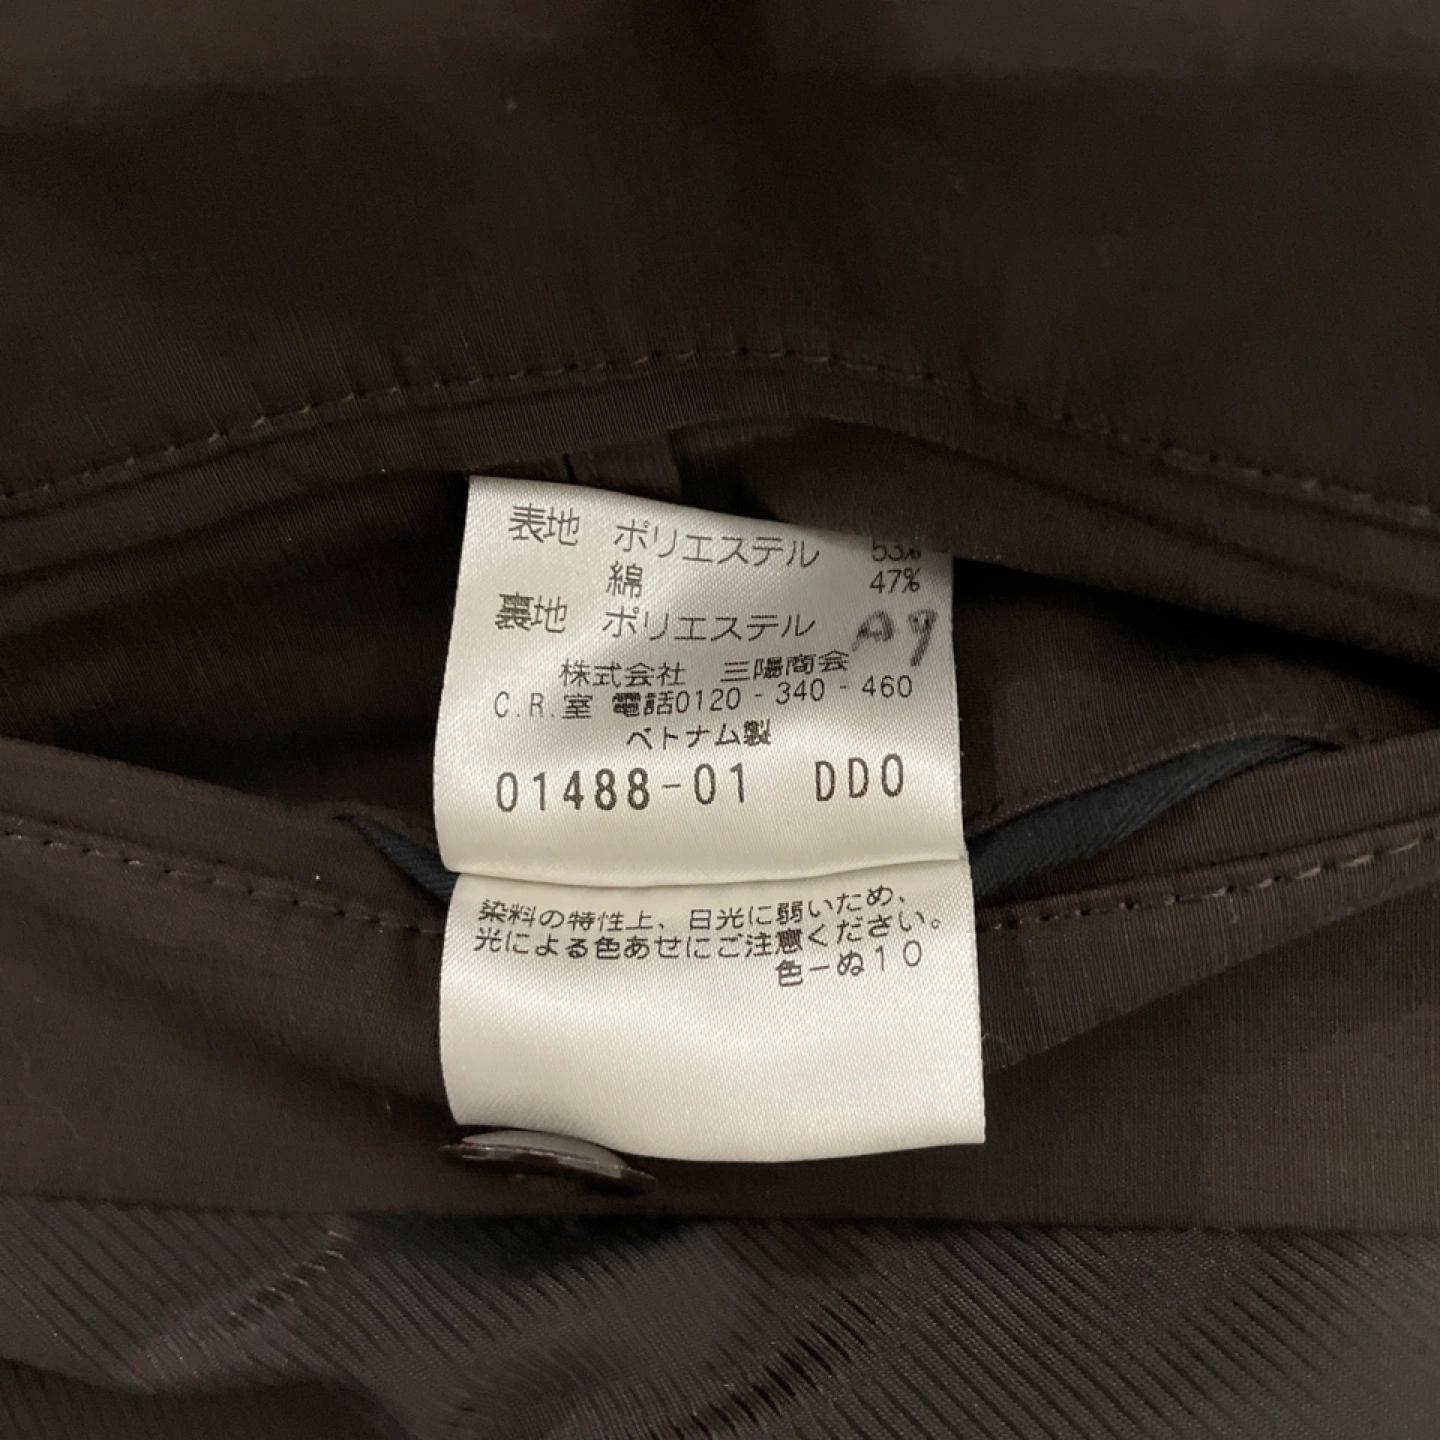 表地 ポリエステル 53%
綿 47%
裏地 ポリエステル A9
株式会社 三陽商会
C.R.室 電話0120-340-460
ベトナム製
01488-01 DDO
染料の特性上、日光に弱いため、
光による色あせにご注意ください。
色ーぬ10